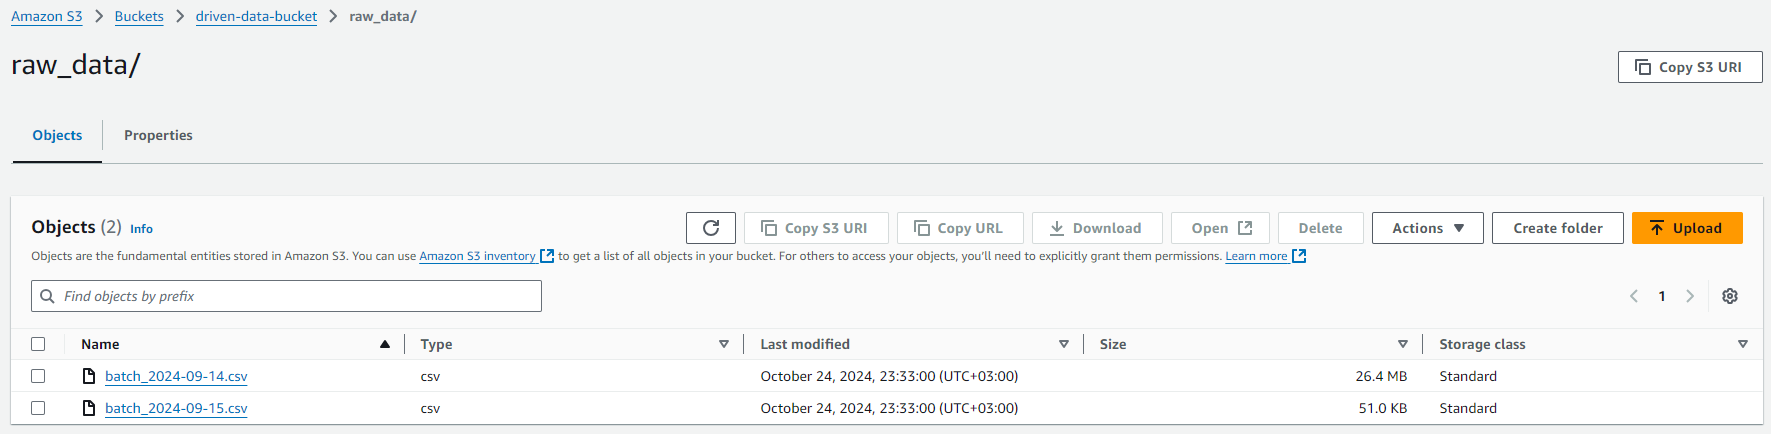 Amazon S3 > Buckets > driven-data-bucket > raw_data/
raw_data/
Copy S3 URI
Objects Properties
Objects (2) Info
Copy S3 URI Copy URL Download Open Delete Actions Create folder Upload
Objects are the fundamental entities stored in Amazon S3. You can use Amazon S3 inventory to get a list of all objects in your bucket. For others to access your objects, you'll need to explicitly grant them permissions. Learn more
Find objects by prefix
1
Name Type Last modified Size Storage class
batch_2024-09-14.csv csv October 24, 2024, 23:33:00 (UTC+03:00) 26.4 MB Standard
batch_2024-09-15.csv csv October 24, 2024, 23:33:00 (UTC+03:00) 51.0 KB Standard